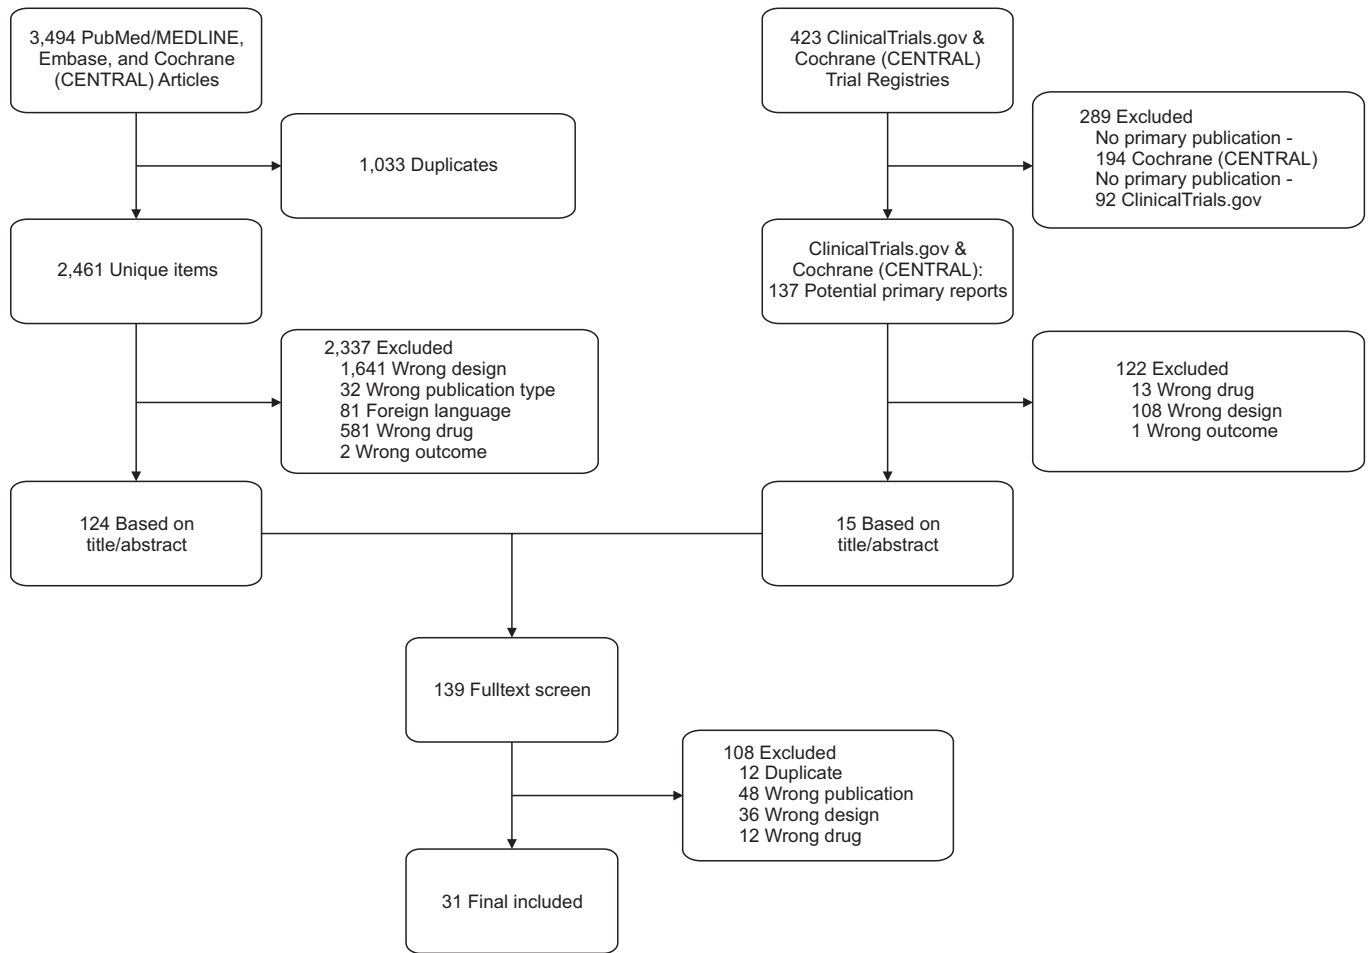 3,494 PubMed/MEDLINE,
Embase, and Cochrane
(CENTRAL) Articles
423 ClinicalTrials.gov &
Cochrane (CENTRAL)
Trial Registries
1,033 Duplicates
289 Excluded
No primary publication -
194 Cochrane (CENTRAL)
No primary publication -
92 ClinicalTrials.gov
2,461 Unique items
ClinicalTrials.gov &
Cochrane (CENTRAL):
137 Potential primary reports
2,337 Excluded
1,641 Wrong design
32 Wrong publication type
81 Foreign language
581 Wrong drug
2 Wrong outcome
122 Excluded
13 Wrong drug
108 Wrong design
1 Wrong outcome
124 Based on
title/abstract
15 Based on
title/abstract
139 Fulltext screen
108 Excluded
12 Duplicate
48 Wrong publication
36 Wrong design
12 Wrong drug
31 Final included